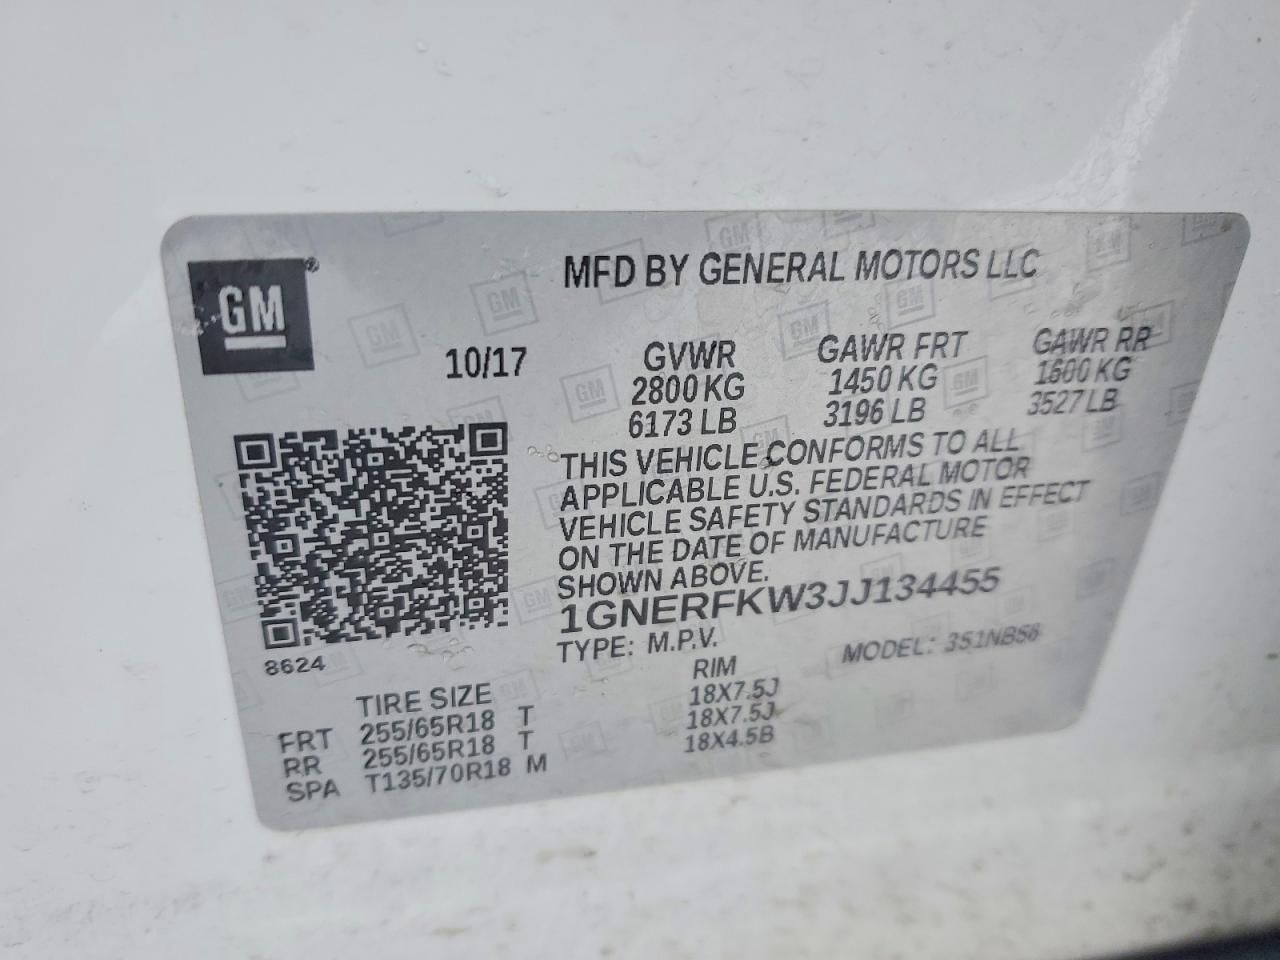 GM
MFD BY GENERAL MOTORS LLC
10/17
GVWR GAWR FRT GAWR RR
2800 KG 1450 KG 1600 KG
6173 LB 3196 LB 3527 LB
THIS VEHICLE CONFORMS TO ALL
APPLICABLE U.S. FEDERAL MOTOR
VEHICLE SAFETY STANDARDS IN EFFECT
ON THE DATE OF MANUFACTURE
SHOWN ABOVE.
1GNERFKW3JJ134455
8624
TYPE: M.P.V. MODEL: 351NB56
TIRE SIZE RIM
FRT 255/65R18 T 18X7.5J
RR 255/65R18 T 18X7.5J
SPA T135/70R18 M 18X4.5B